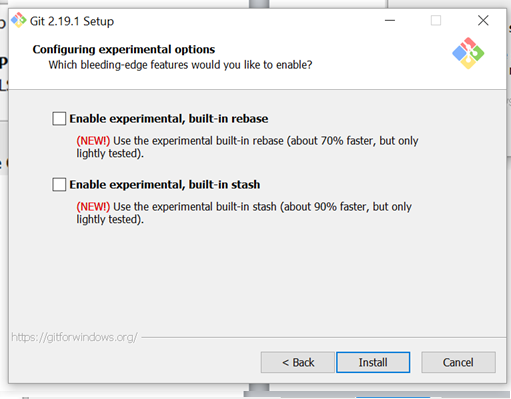 Git 2.19.1 Setup
Configuring experimental options
Which bleeding-edge features would you like to enable?
Enable experimental, built-in rebase
(NEW!) Use the experimental built-in rebase (about 70% faster, but only
lightly tested).
Enable experimental, built-in stash
(NEW!) Use the experimental built-in stash (about 90% faster, but only
lightly tested).
https://gitforwindows.org/
< Back
Install
Cancel